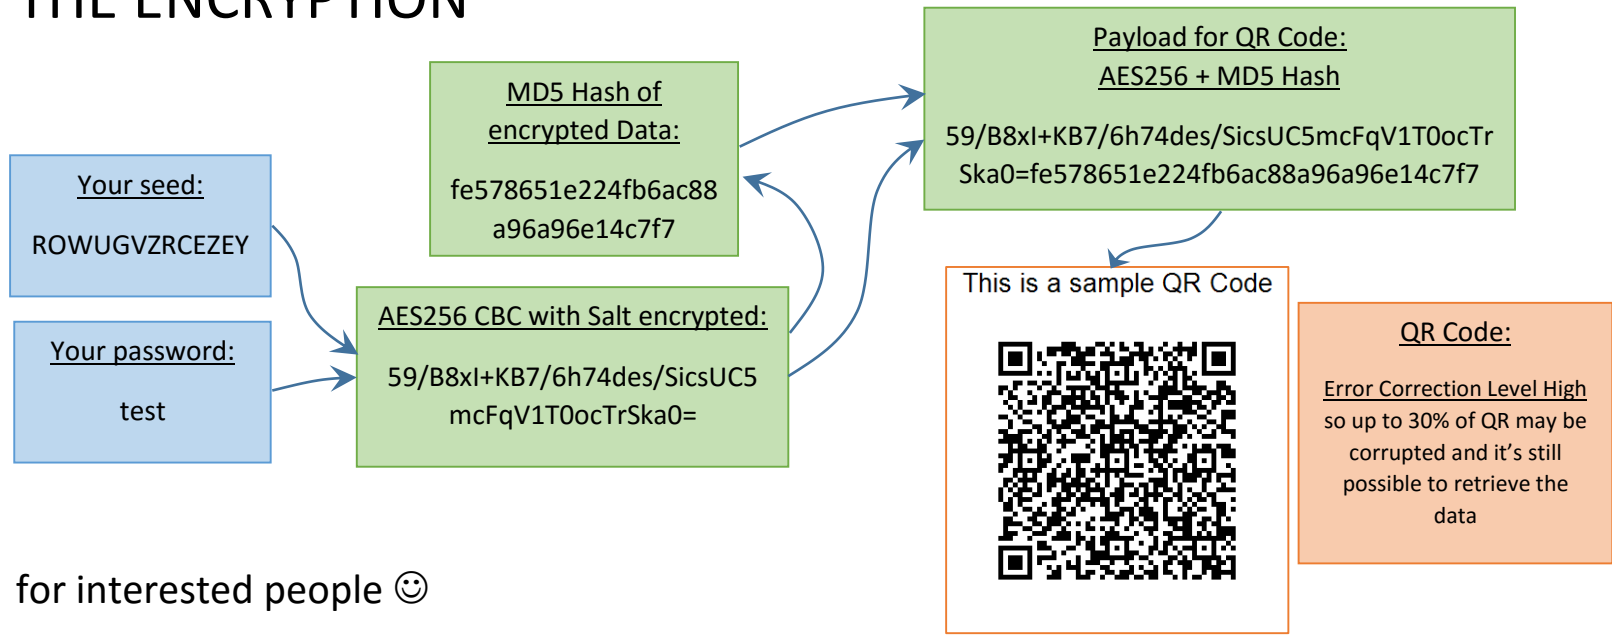 THE ENCRYPTION
Your seed:
ROWUGVZRCEZEY
Your password:
test
MD5 Hash of
encrypted Data:
fe578651e224fb6ac88
a96a96e14c7f7
AES256 CBC with Salt encrypted:
59/B8xI+KB7/6h74des/SicsUC5
mcFqV1T0ocTrSka0=
Payload for QR Code:
AES256 + MD5 Hash
59/B8xI+KB7/6h74des/SicsUC5mcFqV1T0ocTr
Ska0=fe578651e224fb6ac88a96a96e14c7f7
This is a sample QR Code
QR Code:
Error Correction Level High
so up to 30% of QR may be
corrupted and it’s still
possible to retrieve the
data
for interested people ☺